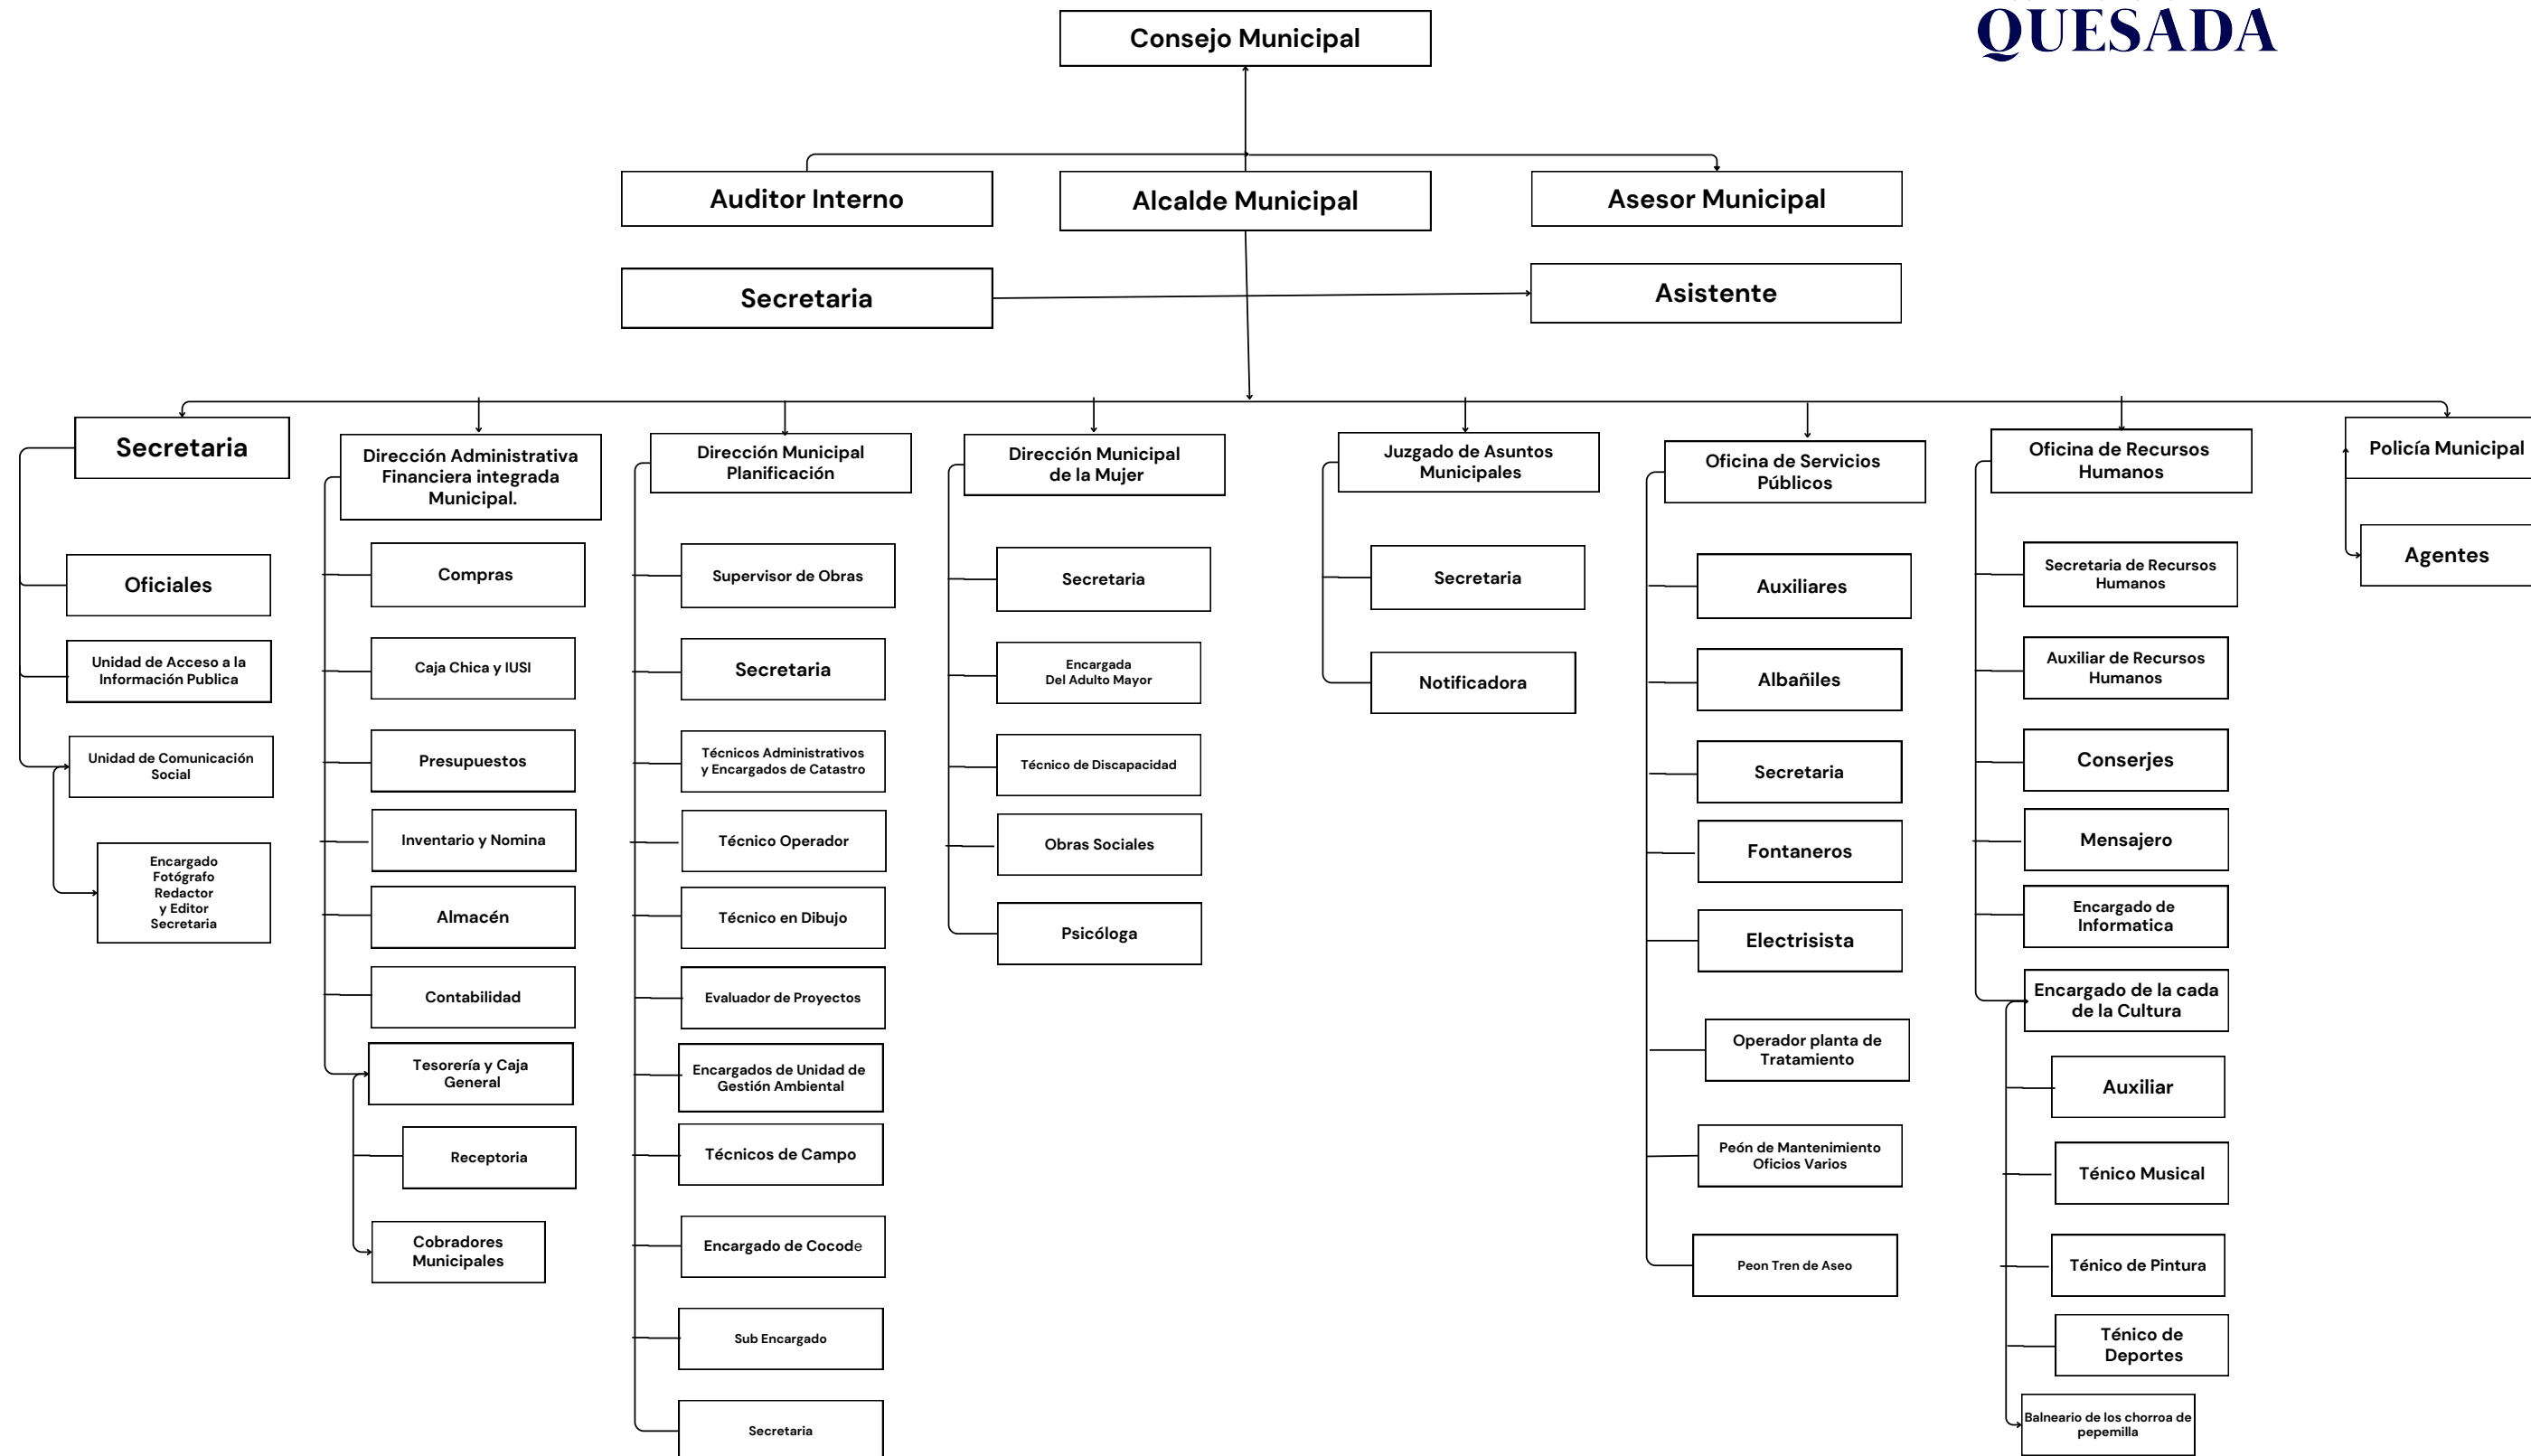 QUESADA
Consejo Municipal
Auditor Interno
Alcalde Municipal
Asesor Municipal
Secretaria
Asistente
Secretaria
Oficiales
Unidad de Acceso a la
Información Publica
Unidad de Comunicación
Social
Encargado
Fotógrafo
Redactor
y Editor
Secretaria
Dirección Administrativa
Financiera integrada
Municipal.
Compras
Caja Chica y IUSI
Presupuestos
Inventario y Nomina
Almacén
Contabilidad
Tesorería y Caja
General
Receptoria
Cobradores
Municipales
Dirección Municipal
Planificación
Supervisor de Obras
Secretaria
Técnicos Administrativos
y Encargados de Catastro
Técnico Operador
Técnico en Dibujo
Evaluador de Proyectos
Encargados de Unidad de
Gestión Ambiental
Técnicos de Campo
Encargado de Cocode
Sub Encargado
Secretaria
Dirección Municipal
de la Mujer
Secretaria
Encargada
Del Adulto Mayor
Técnico de Discapacidad
Obras Sociales
Psicóloga
Juzgado de Asuntos
Municipales
Secretaria
Notificadora
Oficina de Servicios
Públicos
Auxiliares
Albañiles
Secretaria
Fontaneros
Electrisista
Operador planta de
Tratamiento
Peón de Mantenimiento
Oficios Varios
Peon Tren de Aseo
Oficina de Recursos
Humanos
Secretaria de Recursos
Humanos
Auxiliar de Recursos
Humanos
Conserjes
Mensajero
Encargado de
Informatica
Encargado de la cada
de la Cultura
Auxiliar
Ténico Musical
Ténico de Pintura
Ténico de
Deportes
Balneario de los chorroa de
pepemilla
Policía Municipal
Agentes